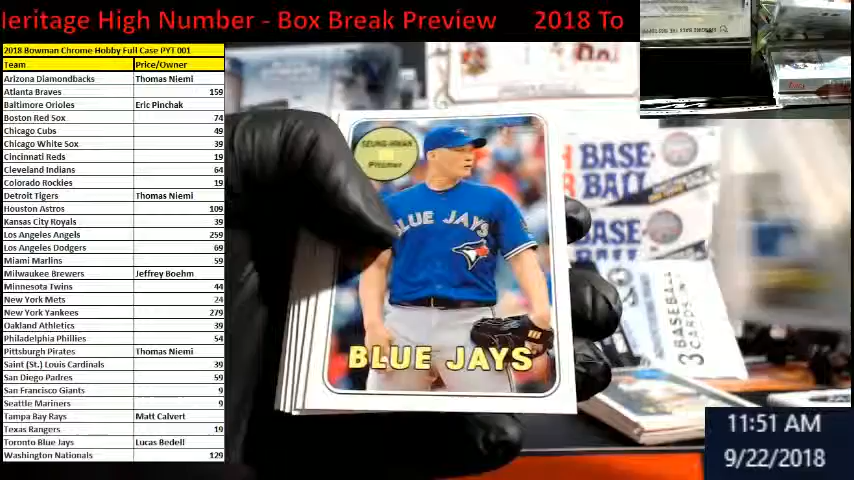 Heritage High Number - Box Break Preview 2018 To
2018 Bowman Chrome Hobby Full Case PYT 001
Team Price/Owner
Arizona Diamondbacks Thomas Niemi
Atlanta Braves 159
Baltimore Orioles Eric Pinchak
Boston Red Sox 74
Chicago Cubs 49
Chicago White Sox 39
Cincinnati Reds 19
Cleveland Indians 64
Colorado Rockies 19
Detroit Tigers Thomas Niemi
Houston Astros 109
Kansas City Royals 39
Los Angeles Angels 259
Los Angeles Dodgers 69
Miami Marlins 59
Milwaukee Brewers Jeffrey Boehm
Minnesota Twins 44
New York Mets 24
New York Yankees 279
Oakland Athletics 39
Philadelphia Phillies 54
Pittsburgh Pirates Thomas Niemi
Saint (St.) Louis Cardinals 39
San Diego Padres 59
San Francisco Giants 9
Seattle Mariners 9
Tampa Bay Rays Matt Calvert
Texas Rangers 19
Toronto Blue Jays Lucas Bedell
Washington Nationals 129
SEUNG-HWAN
Pitcher
BLUE JAYS
BLUE JAYS
BASE
BALL
BASE
BASEBALL
CARDS
3
11:51 AM
9/22/2018